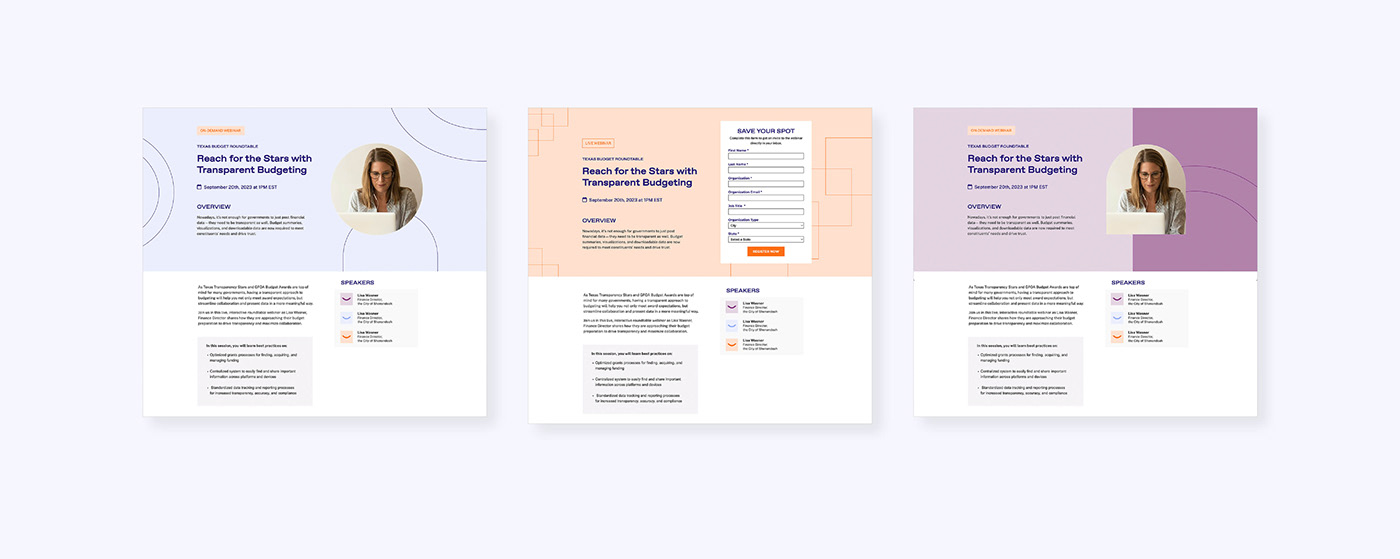 ON-DEMAND WEBINAR
TEXAS BUDGET ROUNDTABLE
Reach for the Stars with
Transparent Budgeting
September 20th, 2023 at 1PM EST
OVERVIEW
Nowadays, it's not enough for governments to just post financial
data – they need to be transparent as well. Budget summaries,
visualizations, and downloadable data are now required to meet
constituents' needs and drive trust.
As Texas Transparency Stars and GFOA Budget Awards are top of
mind for many governments, having a transparent approach to
budgeting will help you not only meet award expectations, but
streamline collaboration and present data in a more meaningful way.
Join us in this live, interactive roundtable webinar as Lisa Wasner,
Finance Director shares how they are approaching their budget
preparation to drive transparency and maximize collaboration.
In this session, you will learn best practices on:
• Optimized grants processes for finding, acquiring, and
managing funding
• Centralized system to easily find and share important
information across platforms and devices
• Standardized data tracking and reporting processes
for increased transparency, accuracy, and compliance
SPEAKERS
Lisa Wasner
Finance Director,
the City of Shenandoah
Lisa Wasner
Finance Director,
the City of Shenandoah
Lisa Wasner
Finance Director,
the City of Shenandoah
LIVE WEBINAR
TEXAS BUDGET ROUNDTABLE
Reach for the Stars with
Transparent Budgeting
September 20th, 2023 at 1PM EST
OVERVIEW
Nowadays, it's not enough for governments to just post
financial data – they need to be transparent as well. Budget
summaries, visualizations, and downloadable data are now
required to meet constituents' needs and drive trust.
SAVE YOUR SPOT
Complete this form to get an invite to the webinar
directly in your inbox.
First Name *
Last Name *
Organization *
Organization Email *
Job Title *
Organization Type
City
State *
Select a State
REGISTER NOW
As Texas Transparency Stars and GFOA Budget Awards are top of
mind for many governments, having a transparent approach to
budgeting will help you not only meet award expectations, but
streamline collaboration and present data in a more meaningful way.
Join us in this live, interactive roundtable webinar as Lisa Wasner,
Finance Director shares how they are approaching their budget
preparation to drive transparency and maximize collaboration.
In this session, you will learn best practices on:
• Optimized grants processes for finding, acquiring, and
managing funding
• Centralized system to easily find and share important
information across platforms and devices
• Standardized data tracking and reporting processes
for increased transparency, accuracy, and compliance
SPEAKERS
Lisa Wasner
Finance Director,
the City of Shenandoah
Lisa Wasner
Finance Director,
the City of Shenandoah
Lisa Wasner
Finance Director,
the City of Shenandoah
ON-DEMAND WEBINAR
TEXAS BUDGET ROUNDTABLE
Reach for the Stars with
Transparent Budgeting
September 20th, 2023 at 1PM EST
OVERVIEW
Nowadays, it's not enough for governments to just post financial
data – they need to be transparent as well. Budget summaries,
visualizations, and downloadable data are now required to meet
constituents' needs and drive trust.
As Texas Transparency Stars and GFOA Budget Awards are top of
mind for many governments, having a transparent approach to
budgeting will help you not only meet award expectations, but
streamline collaboration and present data in a more meaningful way.
Join us in this live, interactive roundtable webinar as Lisa Wasner,
Finance Director shares how they are approaching their budget
preparation to drive transparency and maximize collaboration.
In this session, you will learn best practices on:
• Optimized grants processes for finding, acquiring, and
managing funding
• Centralized system to easily find and share important
information across platforms and devices
• Standardized data tracking and reporting processes
for increased transparency, accuracy, and compliance
SPEAKERS
Lisa Wasner
Finance Director,
the City of Shenandoah
Lisa Wasner
Finance Director,
the City of Shenandoah
Lisa Wasner
Finance Director,
the City of Shenandoah